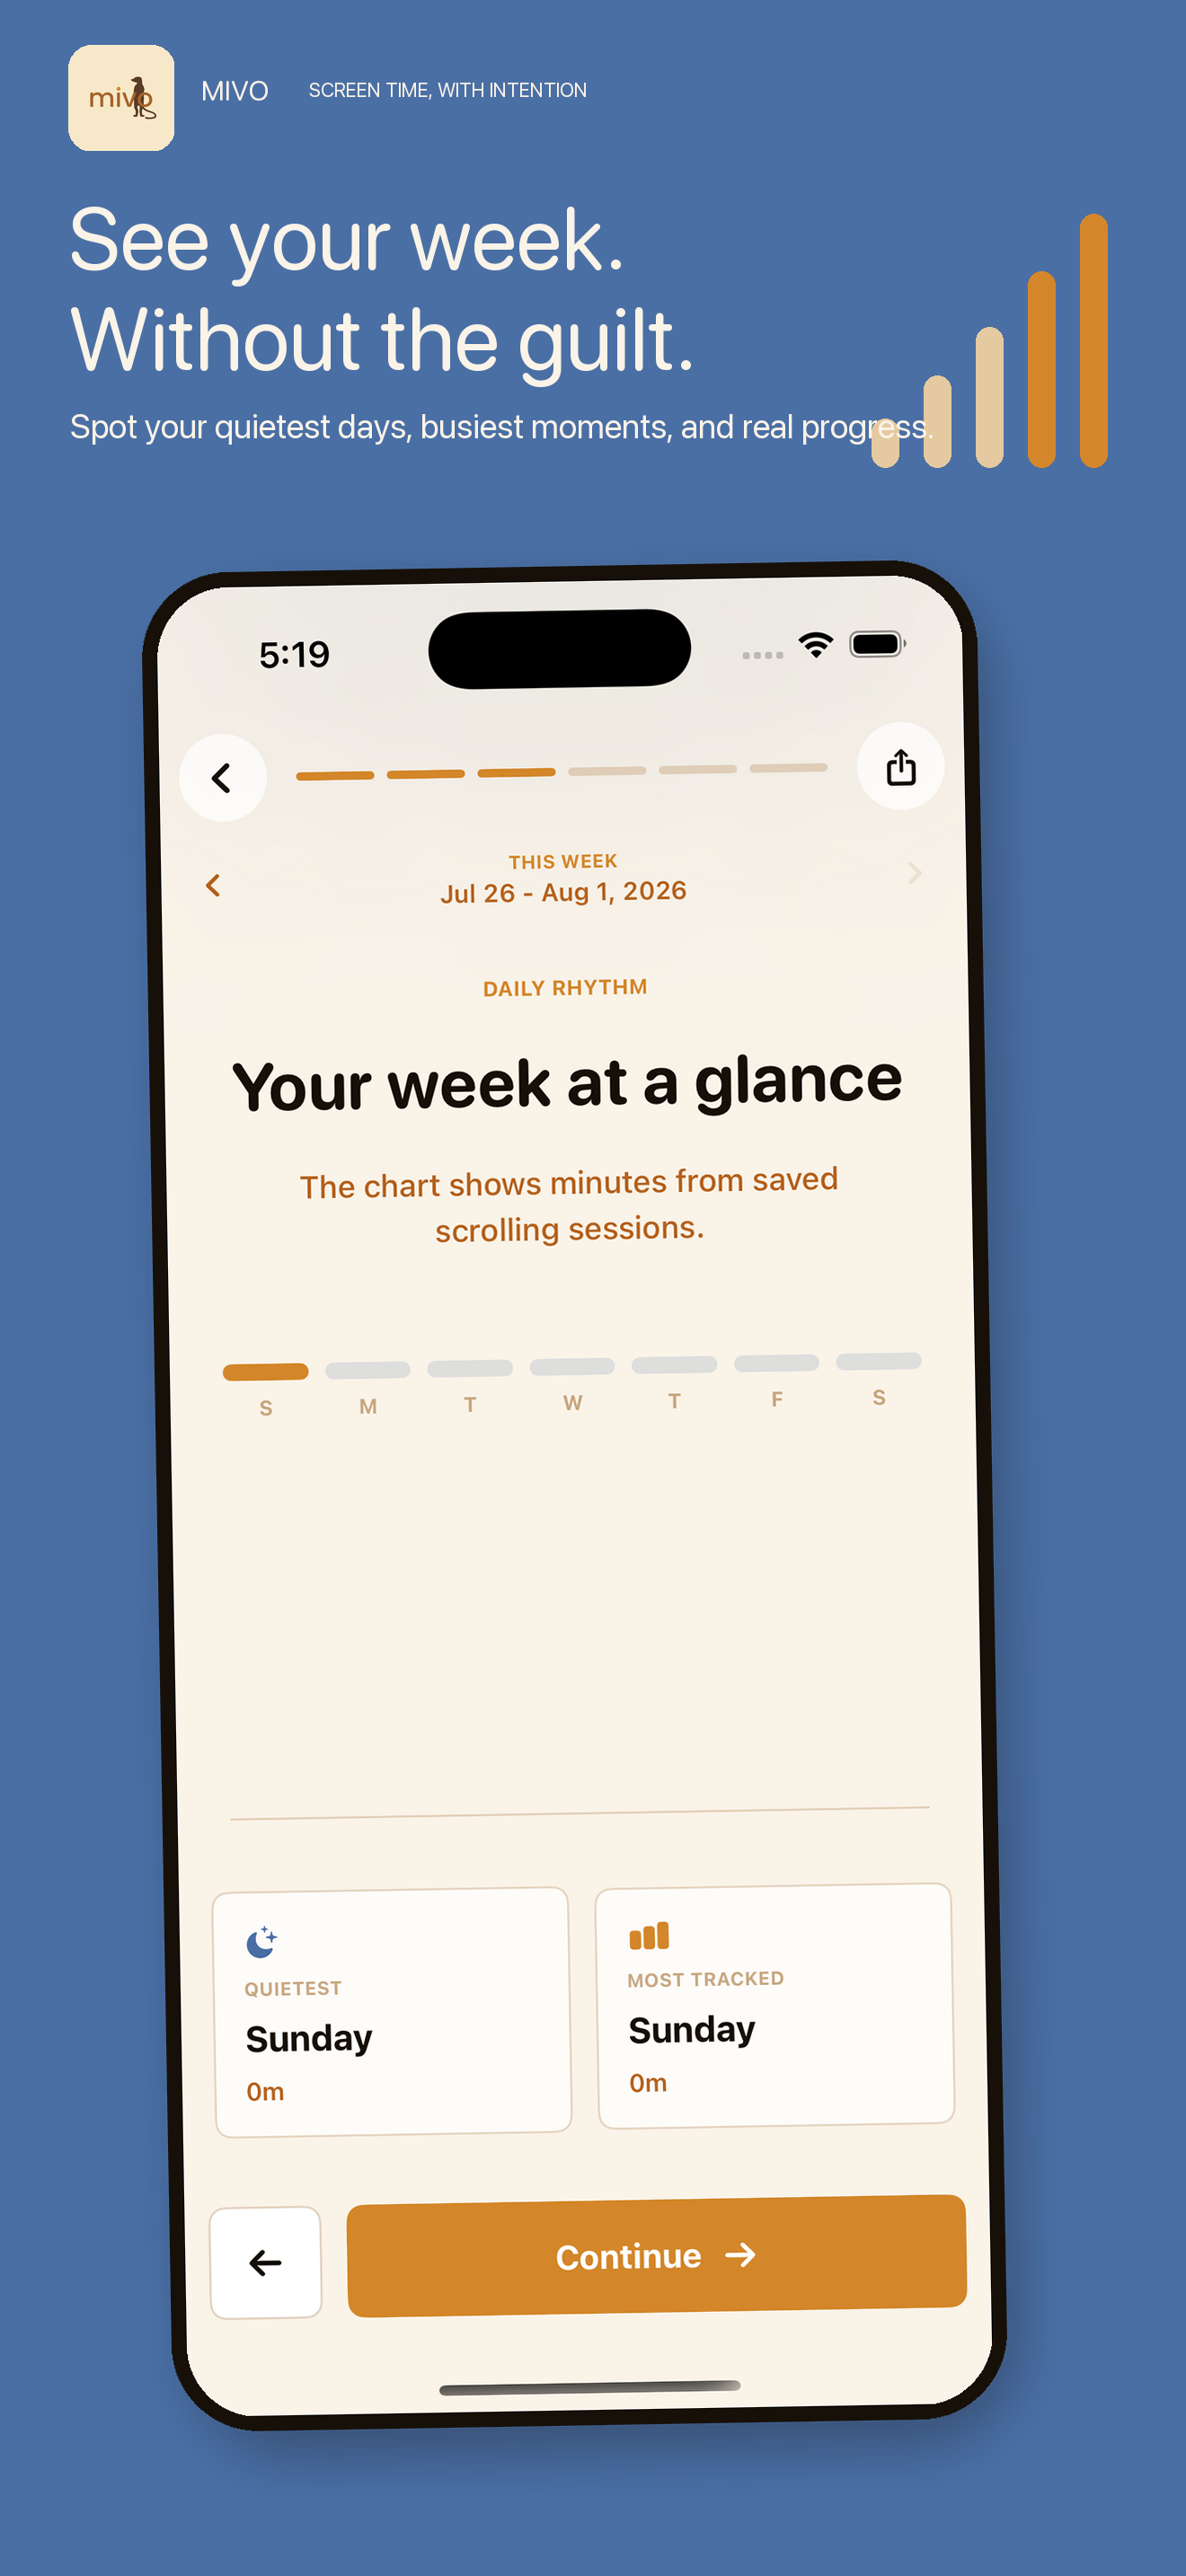 mivo
MIVO
SCREEN TIME, WITH INTENTION
See your week.
Without the guilt.
Spot your quietest days, busiest moments, and real progress.
5:19
THIS WEEK
Jul 26 - Aug 1, 2026
DAILY RHYTHM
Your week at a glance
The chart shows minutes from saved
scrolling sessions.
S M T W T F S
QUIETEST
Sunday
0m
MOST TRACKED
Sunday
0m
Continue